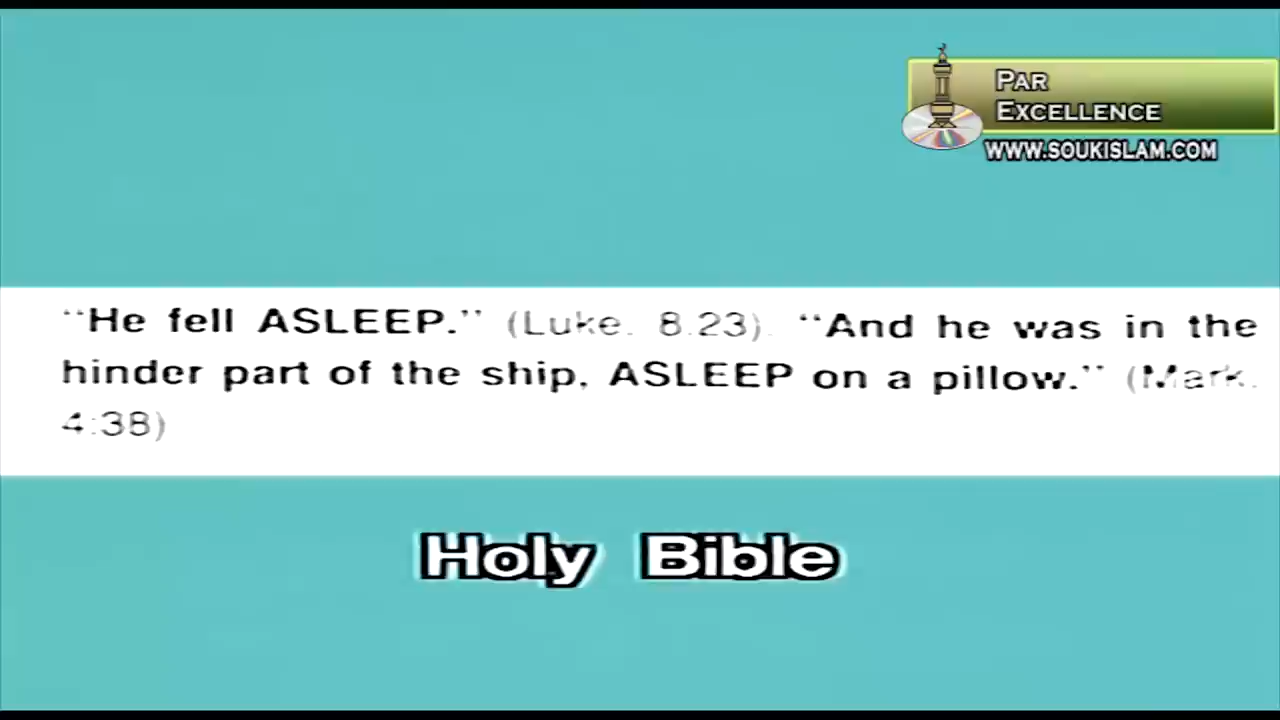 PAR
EXCELLENCE
WWW.SOUKISLAM.COM
“He fell ASLEEP.” (Luke. 8.23). “And he was in the
hinder part of the ship, ASLEEP on a pillow.” (Mark.
4:38)
Holy Bible